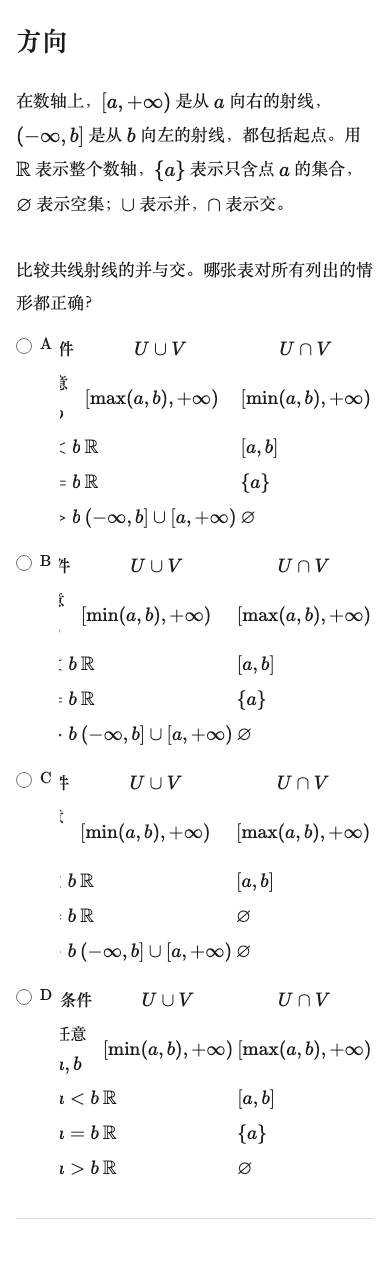 方向
在数轴上，[a, +∞) 是从 a 向右的射线，
(−∞, b] 是从 b 向左的射线，都包括起点。用
ℝ 表示整个数轴，{a} 表示只含点 a 的集合，
∅ 表示空集；∪ 表示并，∩ 表示交。
比较共线射线的并与交。哪张表对所有列出的情
形都正确？
A 件 U ∪ V U ∩ V
[max(a, b), +∞) [min(a, b), +∞)
< b ℝ [a, b]
= b ℝ {a}
> b (−∞, b] ∪ [a, +∞) ∅
B 件 U ∪ V U ∩ V
[min(a, b), +∞) [max(a, b), +∞)
b ℝ [a, b]
b ℝ {a}
b (−∞, b] ∪ [a, +∞) ∅
C U ∪ V U ∩ V
[min(a, b), +∞) [max(a, b), +∞)
b ℝ [a, b]
b ℝ ∅
b (−∞, b] ∪ [a, +∞) ∅
D 条件 U ∪ V U ∩ V
任意
a, b [min(a, b), +∞) [max(a, b), +∞)
a < b ℝ [a, b]
a = b ℝ {a}
a > b ℝ ∅